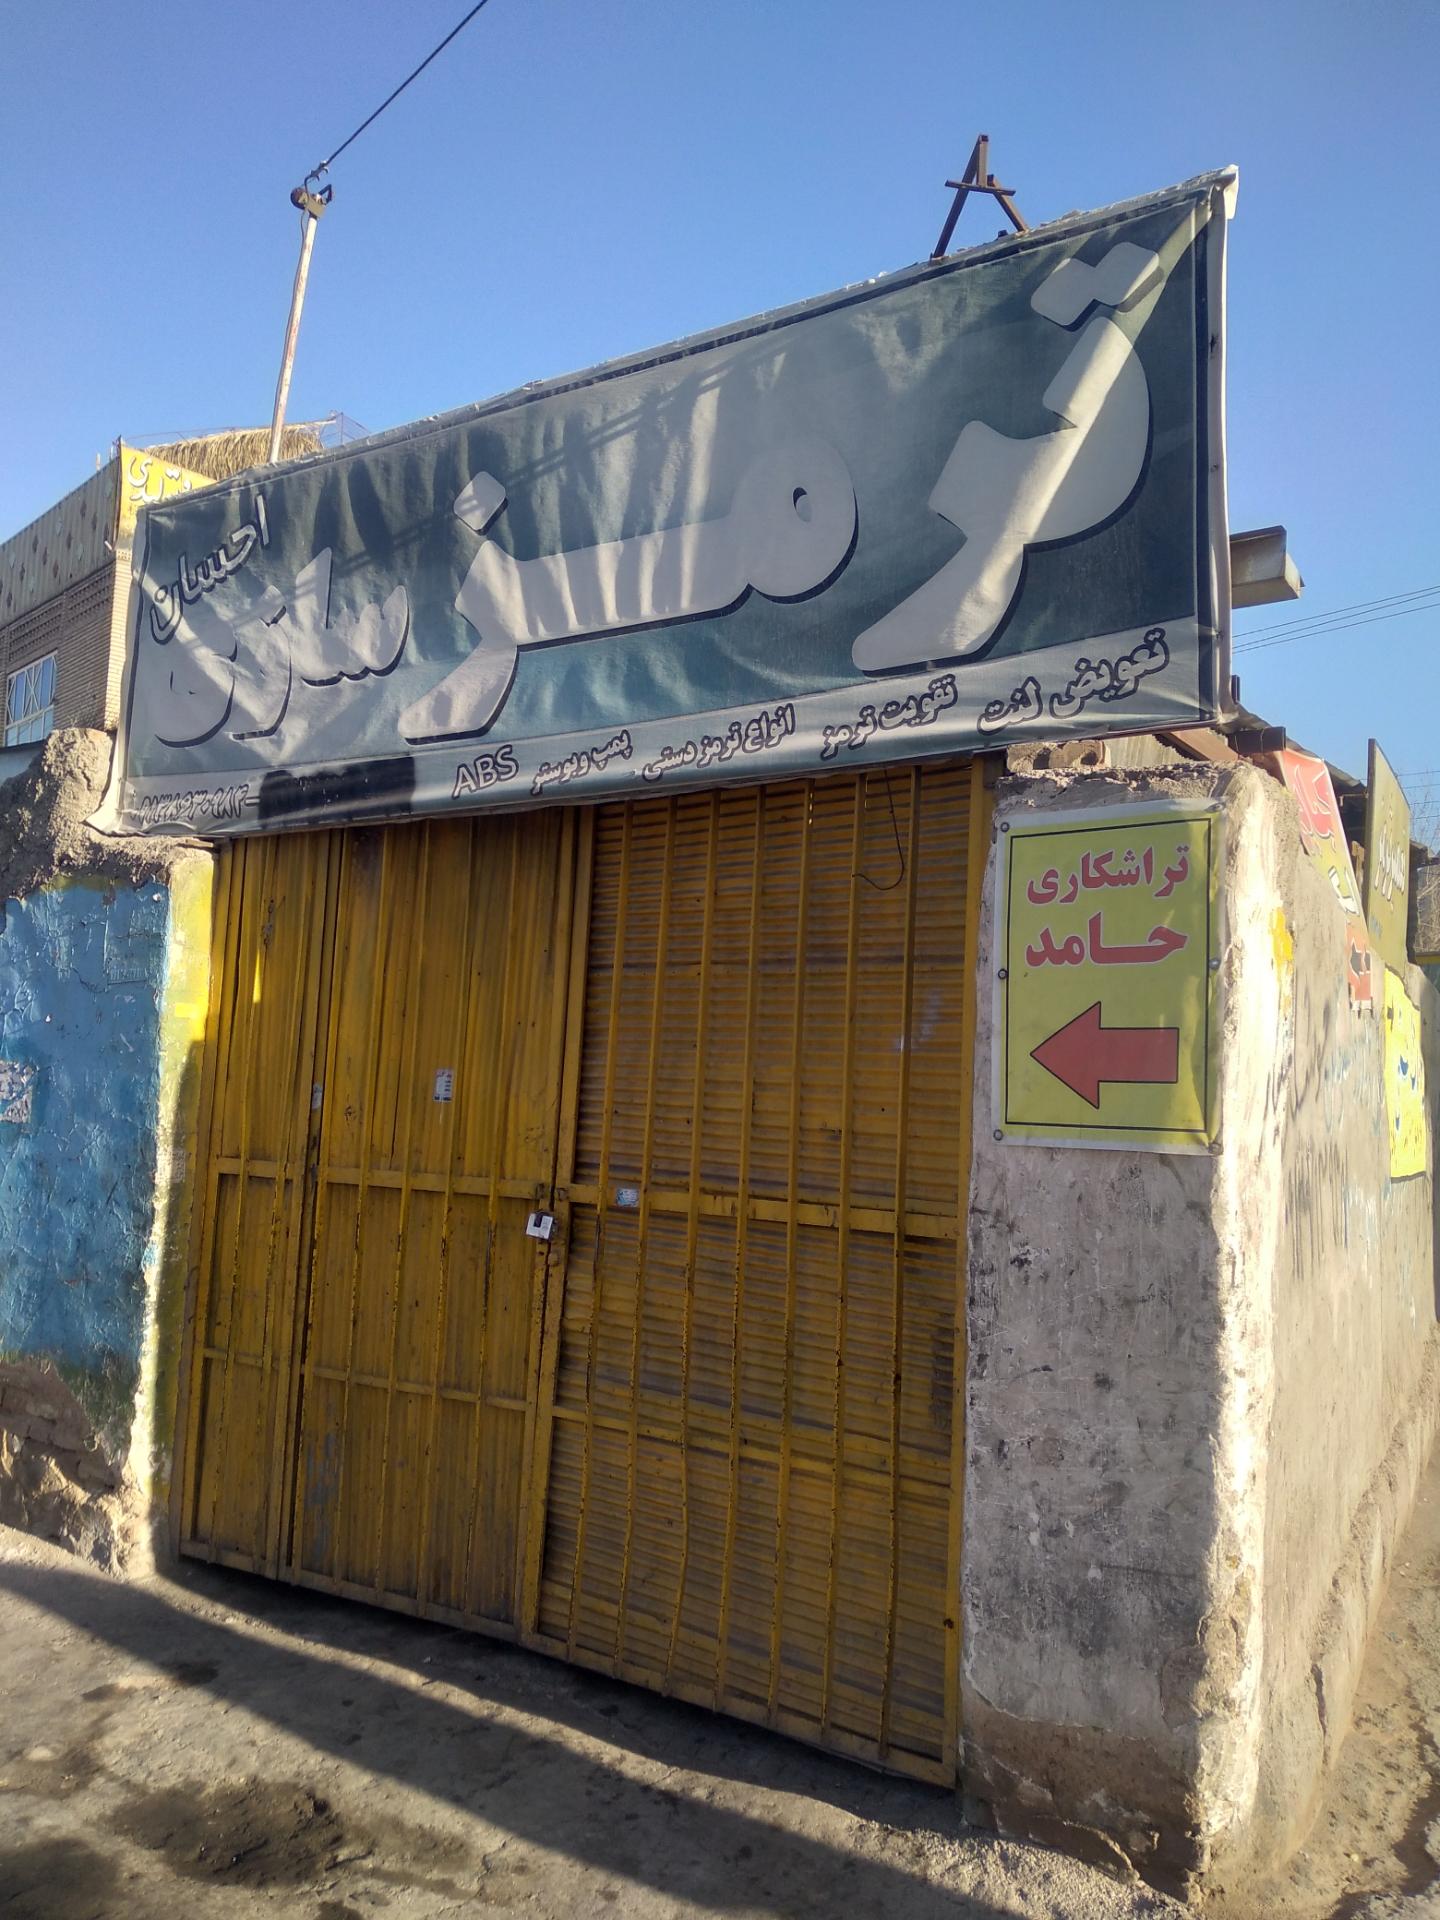 ترمز سازی
احسان
تعویض لنت تقویت ترمز انواع ترمز دستی پمپ و بوستر ABS
تراشکاری
حامد